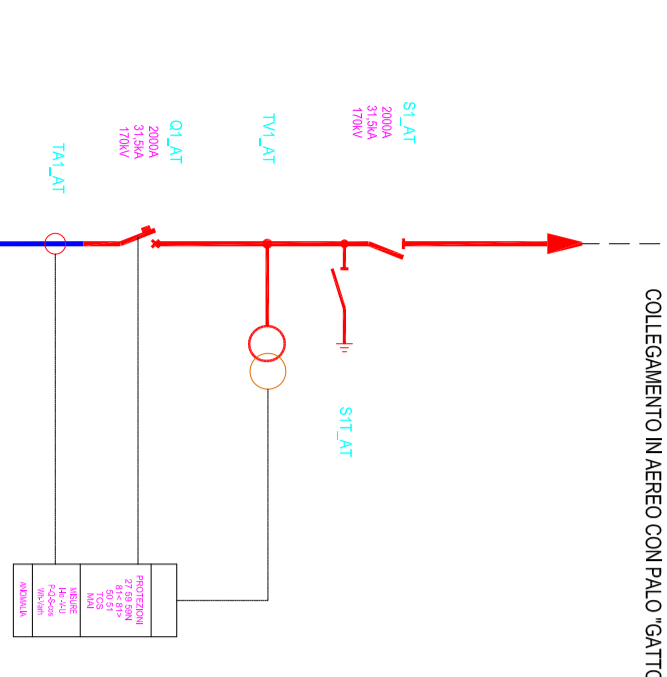 COLLEGAMENTO IN AEREO CON PALO "GATTO
S1_AT
2000A
31,5kA
170kV
TV1_AT
Q1_AT
2000A
31,5kA
170kV
TA1_AT
S1T_AT
PROTEZIONI
27 59 59N
81< 81>
50 51
TCS
MAI
MISURE
P-Q-S-cos
Wh-Varh
ANOMALIA